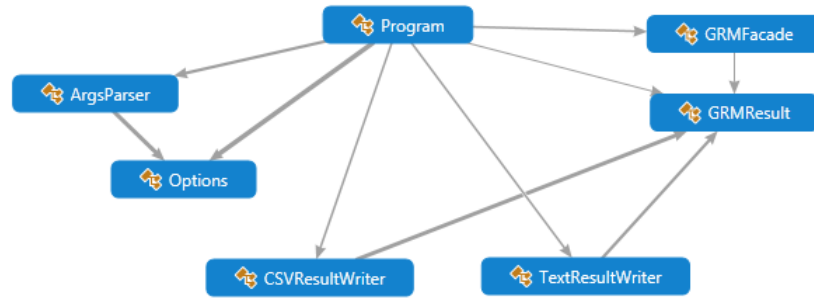 Program
GRMFacade
ArgsParser
GRMResult
Options
CSVResultWriter
TextResultWriter